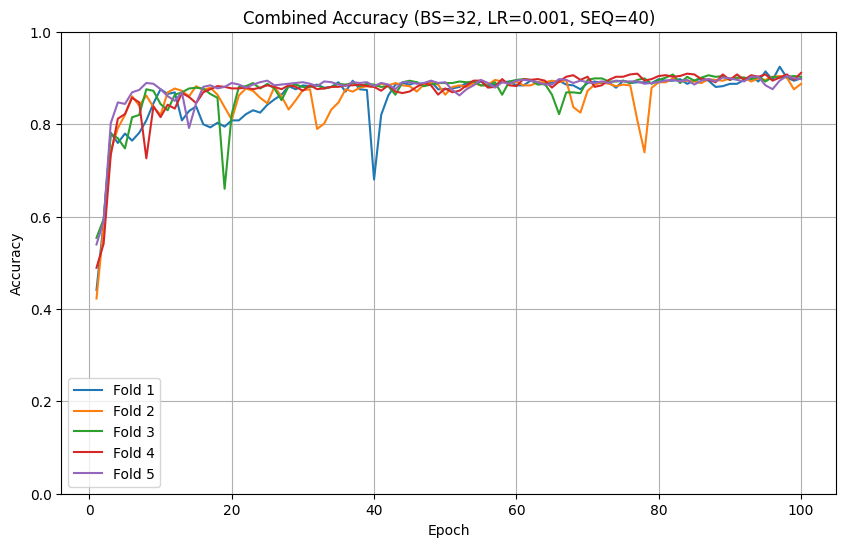 Combined Accuracy (BS=32, LR=0.001, SEQ=40)
Accuracy
1.0
0.8
0.6
0.4
0.2
0.0
Fold 1
Fold 2
Fold 3
Fold 4
Fold 5
0 20 40 60 80 100
Epoch